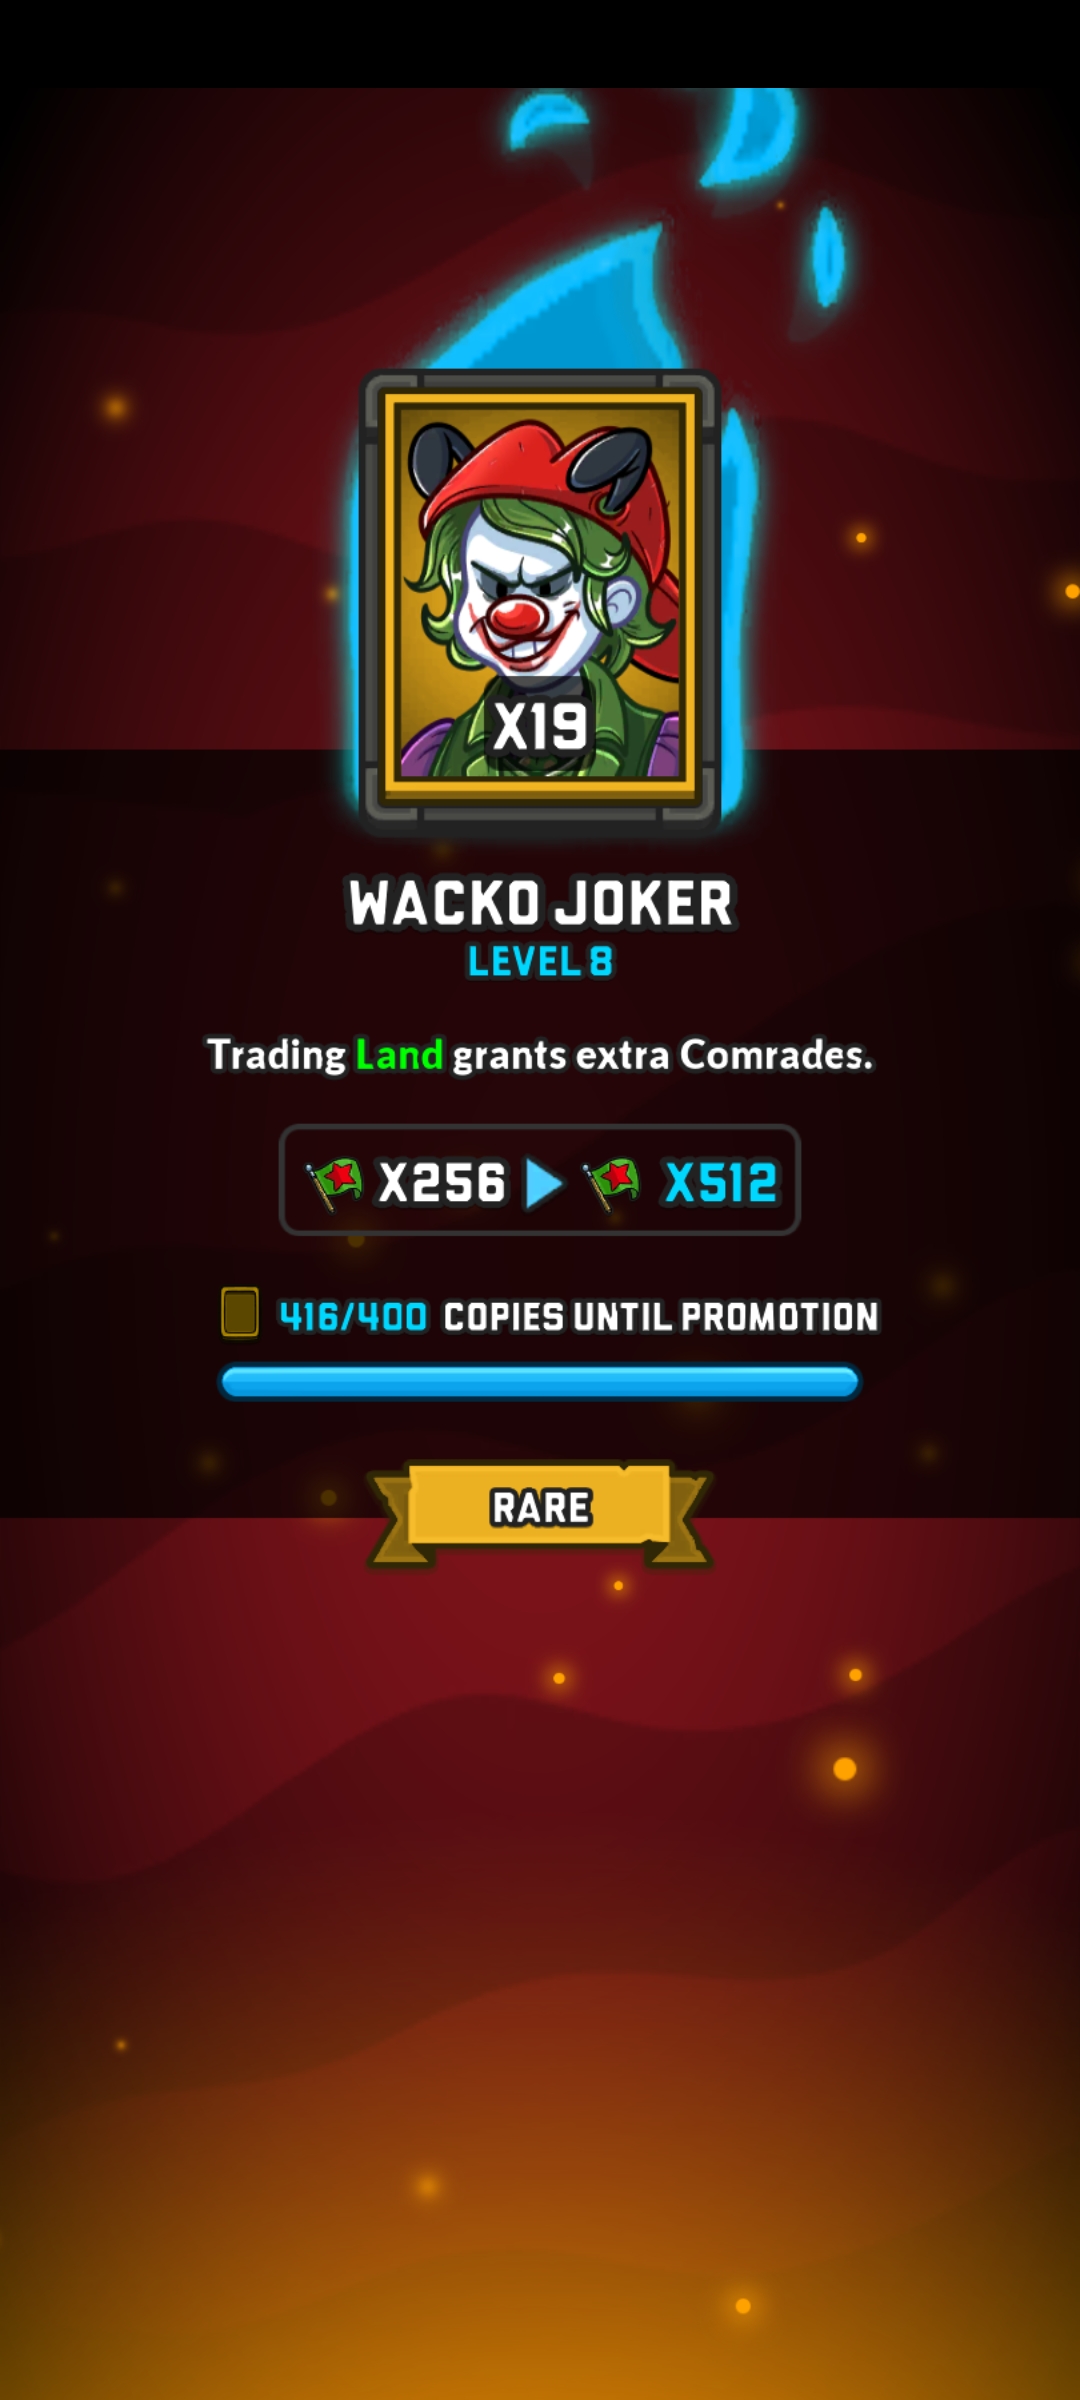 X19
WACKO JOKER
LEVEL 8
Trading Land grants extra Comrades.
X256 X512
416/400 COPIES UNTIL PROMOTION
RARE